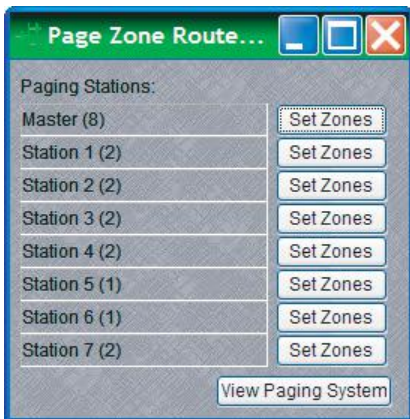 Page Zone Route...
Paging Stations:
Master (8) Set Zones
Station 1 (2) Set Zones
Station 2 (2) Set Zones
Station 3 (2) Set Zones
Station 4 (2) Set Zones
Station 5 (1) Set Zones
Station 6 (1) Set Zones
Station 7 (2) Set Zones
View Paging System